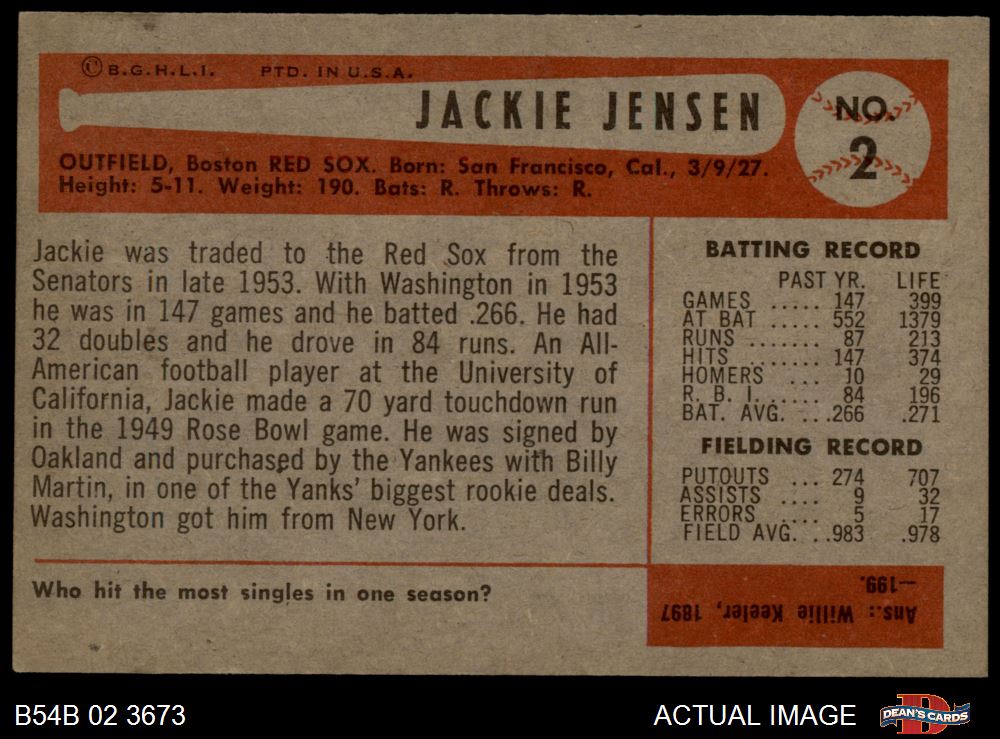 © B.G.H.L.I. PTD. IN U.S.A.
JACKIE JENSEN
NO.
2
OUTFIELD, Boston RED SOX. Born: San Francisco, Cal., 3/9/27.
Height: 5-11. Weight: 190. Bats: R. Throws: R.
Jackie was traded to the Red Sox from the
Senators in late 1953. With Washington in 1953
he was in 147 games and he batted .266. He had
32 doubles and he drove in 84 runs. An All-
American football player at the University of
California, Jackie made a 70 yard touchdown run
in the 1949 Rose Bowl game. He was signed by
Oakland and purchased by the Yankees with Billy
Martin, in one of the Yanks' biggest rookie deals.
Washington got him from New York.
BATTING RECORD
PAST YR. LIFE
GAMES ..... 147 399
AT BAT ..... 552 1379
RUNS ....... 87 213
HITS ....... 147 374
HOMERS ... 10 29
R. B. I. ...... 84 196
BAT. AVG. ...266 .271
FIELDING RECORD
PUTOUTS ... 274 707
ASSISTS .... 9 32
ERRORS .... 5 17
FIELD AVG. ..983 .978
Who hit the most singles in one season?
Ans.: Willie Keeler, 1897
—199.
B54B 02 3673
ACTUAL IMAGE
D
DEAN'S CARDS